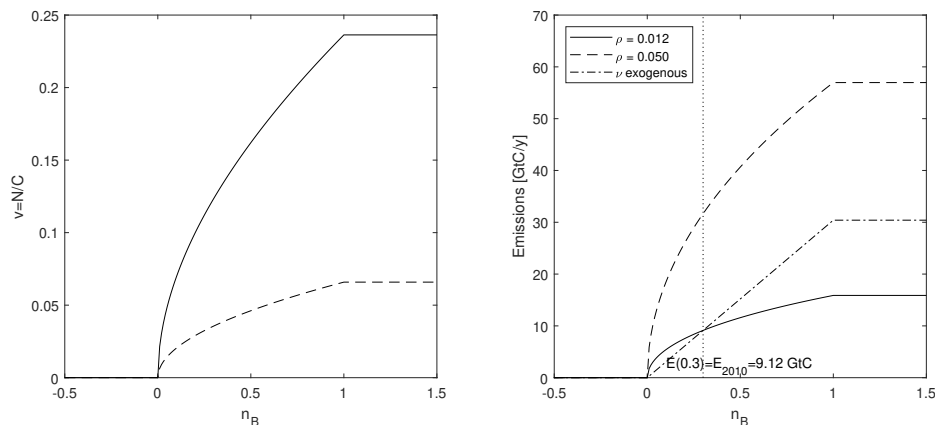 0.25
0.2
0.15
0.1
0.05
0
-0.5 0 0.5 1 1.5
v=N/C
n_B
70
60
50
40
30
20
10
0
-0.5 0 0.5 1 1.5
Emissions [GtC/y]
n_B
ρ = 0.012
ρ = 0.050
ν exogenous
E(0.3)=E_2010=9.12 GtC